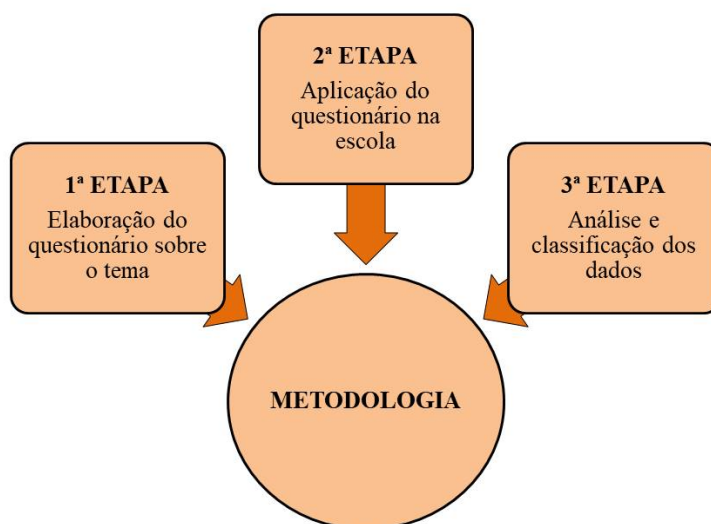 1ª ETAPA
Elaboração do
questionário sobre
o tema
2ª ETAPA
Aplicação do
questionário na
escola
3ª ETAPA
Análise e
classificação dos
dados
METODOLOGIA